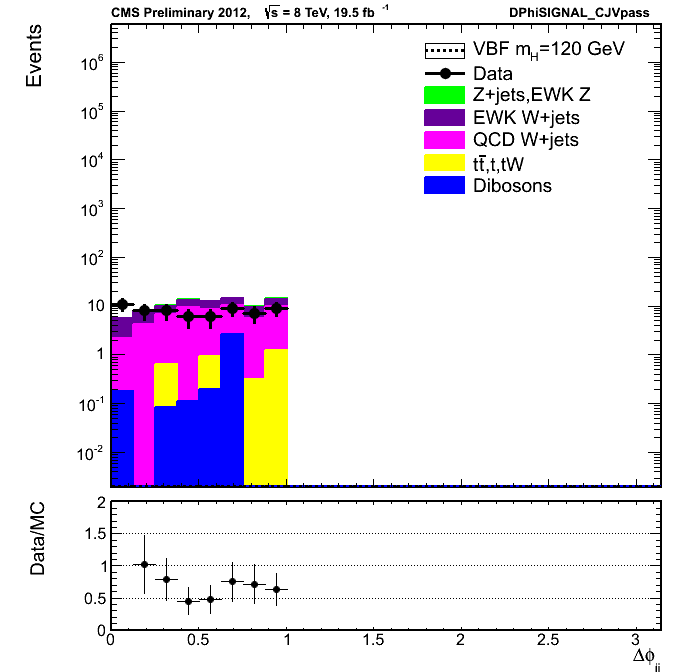 CMS Preliminary 2012, √s = 8 TeV, 19.5 fb⁻¹ DPhiSIGNAL_CJVpass
Events
VBF m_H=120 GeV
Data
Z+jets,EWK Z
EWK W+jets
QCD W+jets
tt̄,t,tW
Dibosons
10⁶
10⁵
10⁴
10³
10²
10
1
10⁻¹
10⁻²
Data/MC
2
1.5
1
0.5
0
0 0.5 1 1.5 2 2.5 3
Δϕ_jj